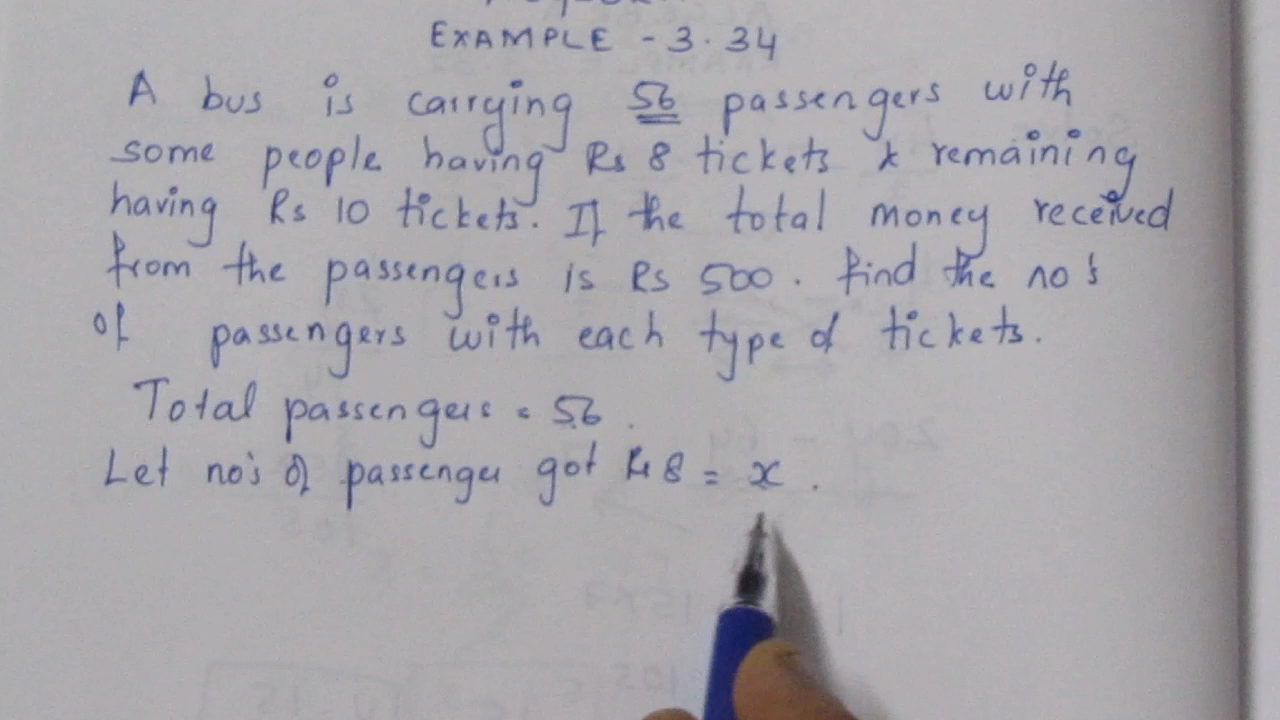 EXAMPLE - 3.34
A bus is carrying 56 passengers with
some people having Rs 8 tickets & remaining
having Rs 10 tickets. If the total money received
from the passengers is Rs 500. find the no's
of passengers with each type of tickets.
Total passengers = 56.
Let no's of passenger got Rs 8 = x.